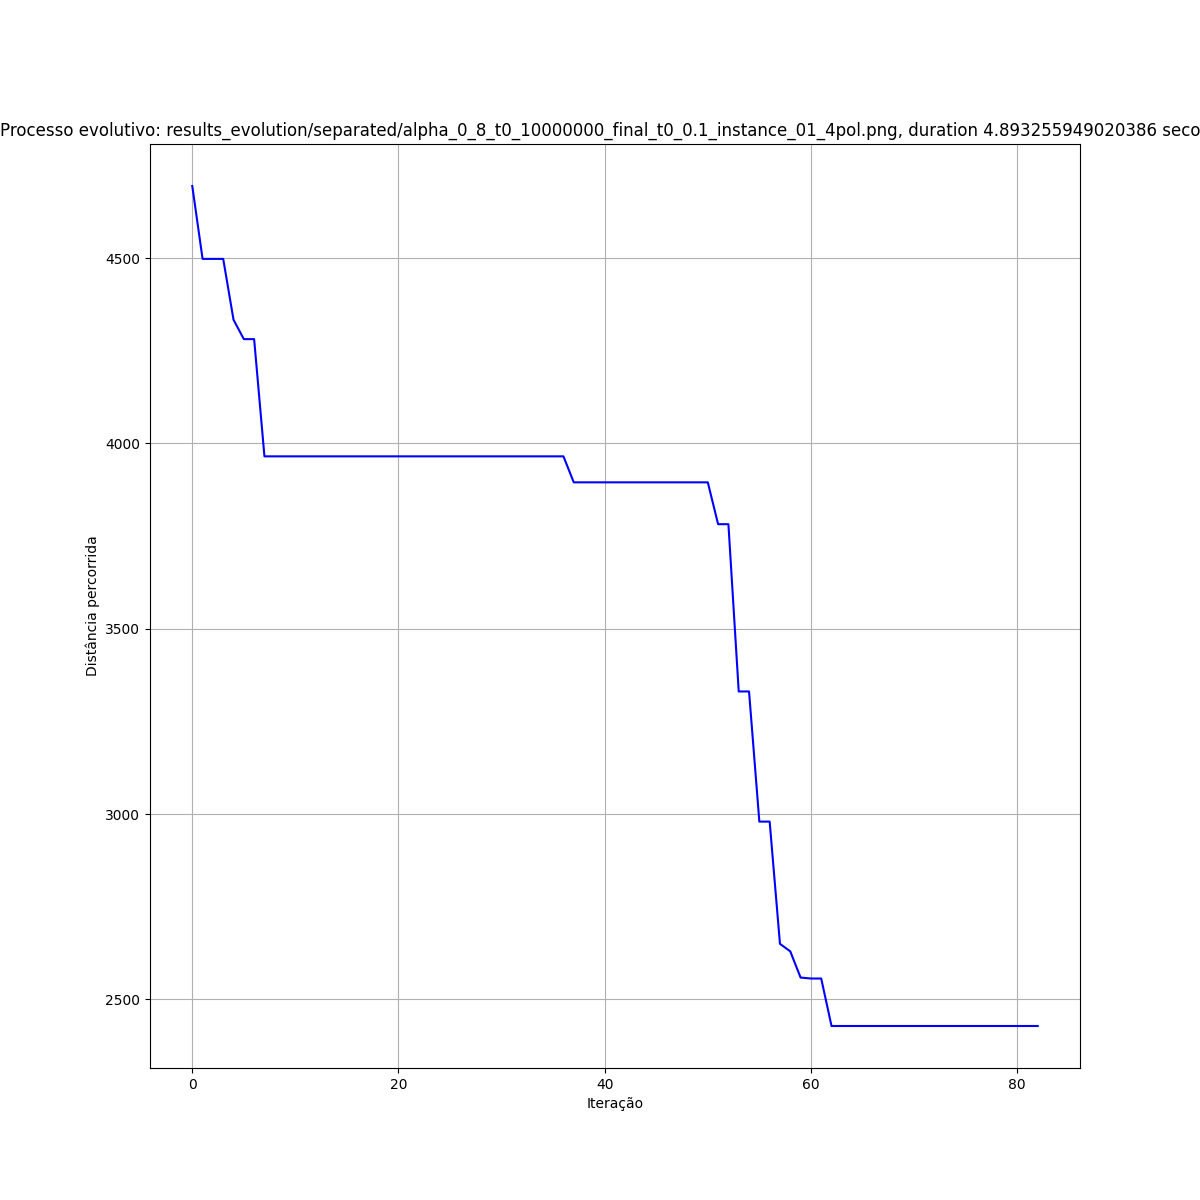 Processo evolutivo: results_evolution/separated/alpha_0_8_t0_10000000_final_t0_0.1_instance_01_4pol.png, duration 4.893255949020386 seco
4500
4000
3500
3000
2500
Distância percorrida
0 20 40 60 80
Iteração